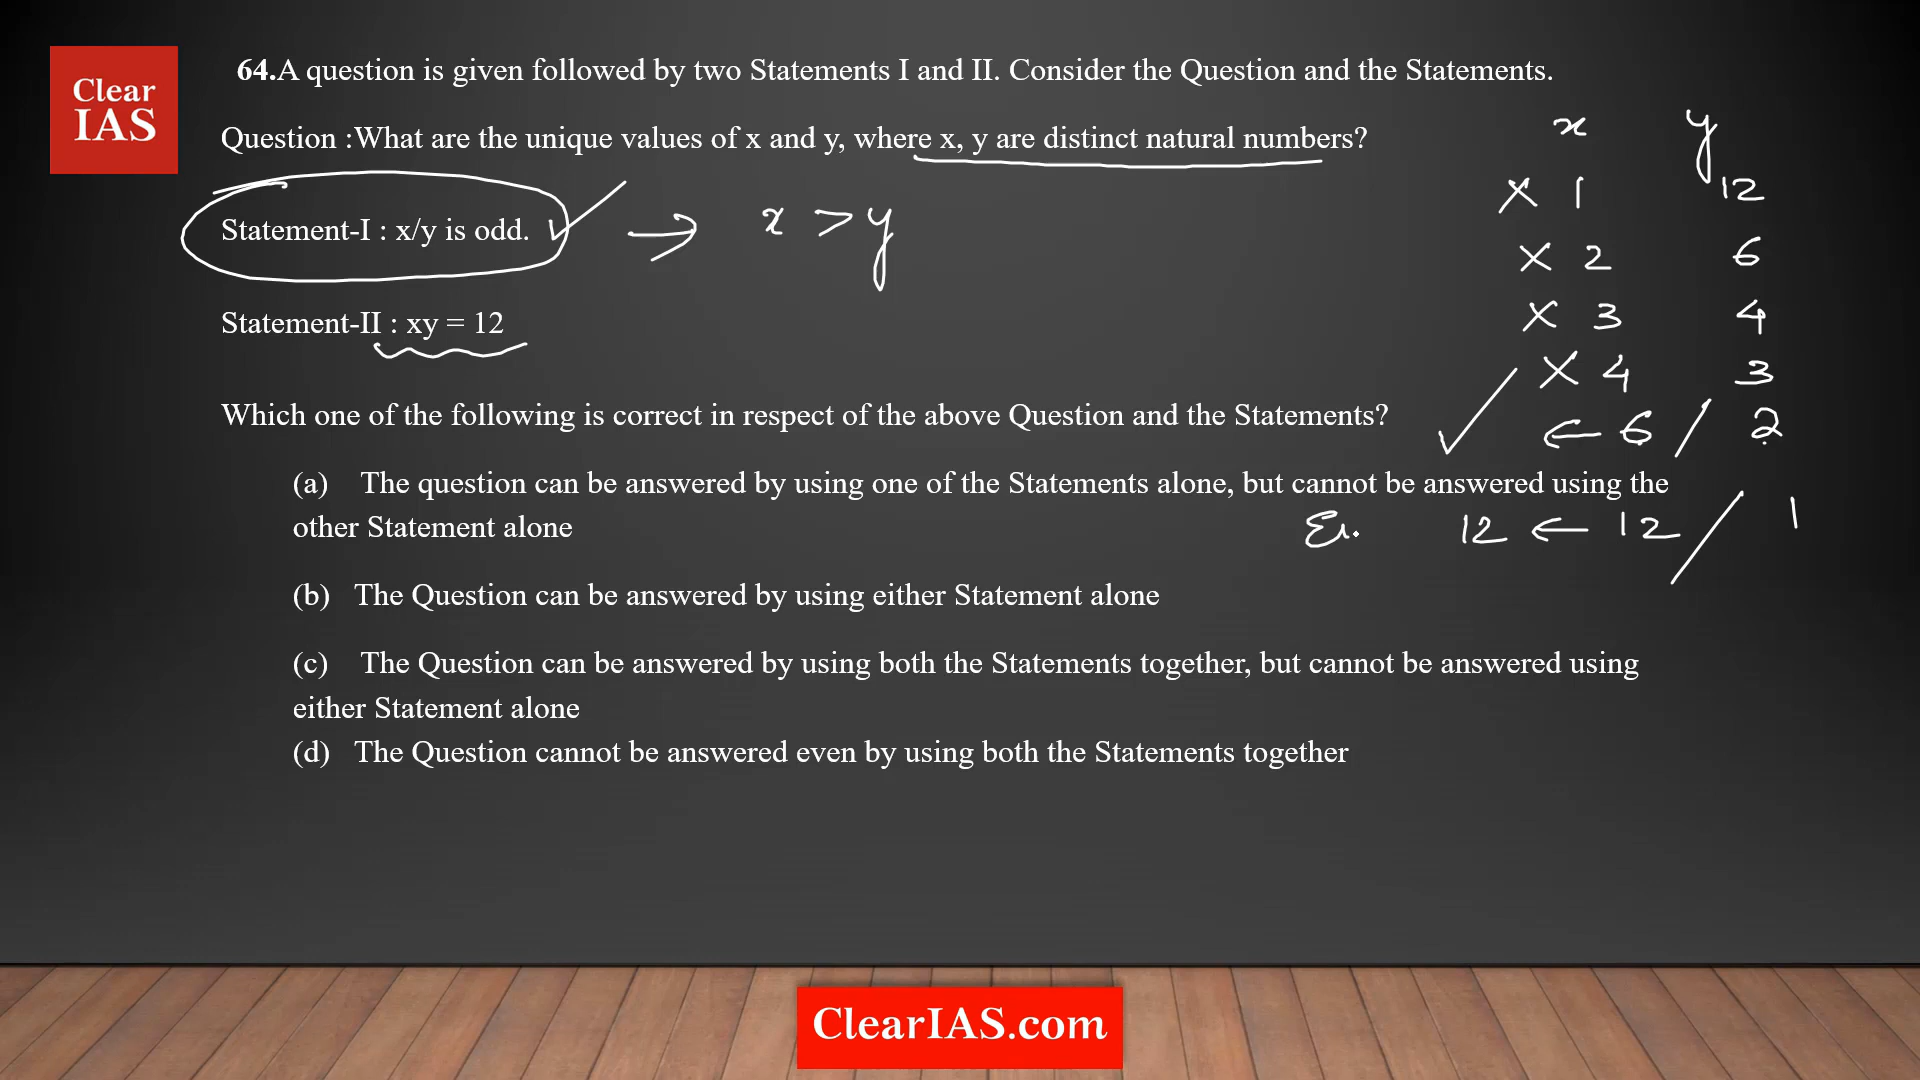 Clear
IAS
64.A question is given followed by two Statements I and II. Consider the Question and the Statements.
Question :What are the unique values of x and y, where x, y are distinct natural numbers?
x y
Statement-I : x/y is odd. ✓ → x > y
Statement-II : xy = 12
X 1 12
X 2 6
X 3 4
X 4 3
✓ ← 6 / 2
Which one of the following is correct in respect of the above Question and the Statements?
(a) The question can be answered by using one of the Statements alone, but cannot be answered using the
other Statement alone
12 ← 12 / 1
(b) The Question can be answered by using either Statement alone
(c) The Question can be answered by using both the Statements together, but cannot be answered using
either Statement alone
(d) The Question cannot be answered even by using both the Statements together
ClearIAS.com